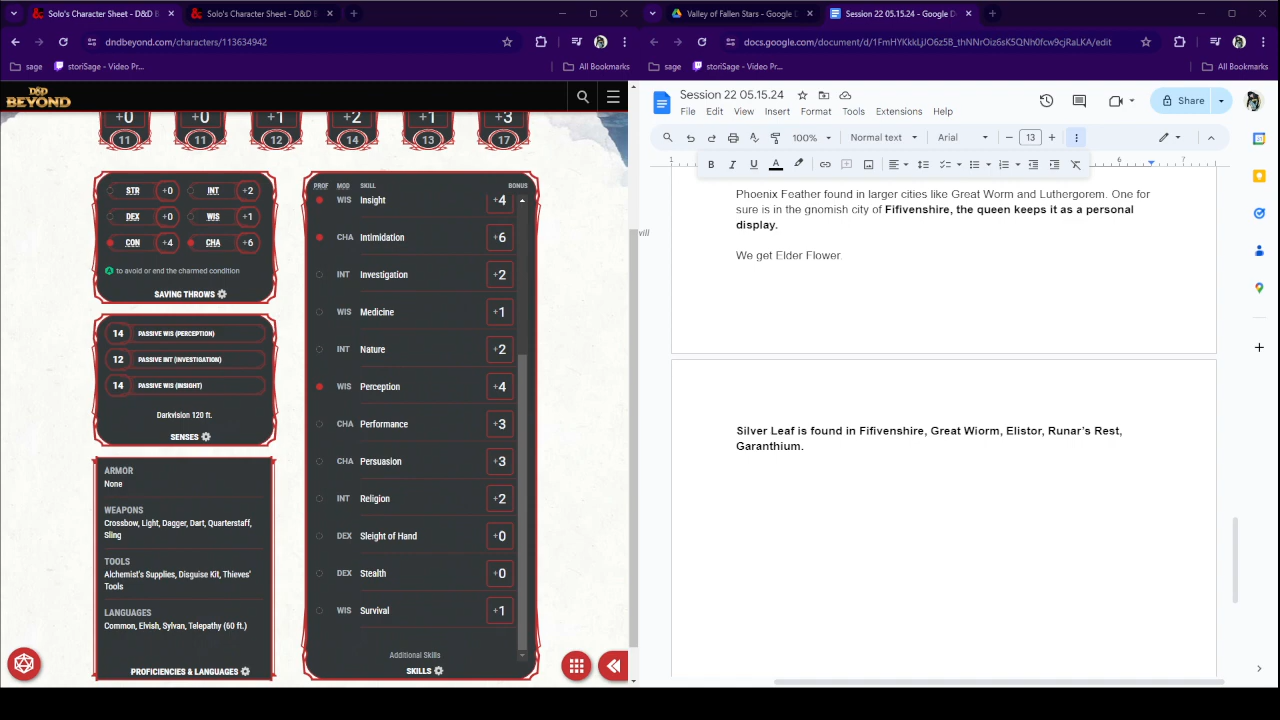 Solo's Character Sheet - D&D B
Solo's Character Sheet - D&D B
dndbeyond.com/characters/113634942
sage
storiSage - Video Pr...
All Bookmarks
D&D
BEYOND
+0
+0
+1
+2
+1
+3
11
11
12
14
13
17
STR +0 INT +2
DEX +0 WIS +1
CON +4 CHA +6
A to avoid or end the charmed condition
SAVING THROWS
14 PASSIVE WIS (PERCEPTION)
12 PASSIVE INT (INVESTIGATION)
14 PASSIVE WIS (INSIGHT)
Darkvision 120 ft.
SENSES
ARMOR
None
WEAPONS
Crossbow, Light, Dagger, Dart, Quarterstaff,
Sling
TOOLS
Alchemist's Supplies, Disguise Kit, Thieves'
Tools
LANGUAGES
Common, Elvish, Sylvan, Telepathy (60 ft.)
PROFICIENCIES & LANGUAGES
PROF MOD SKILL BONUS
WIS Insight +4
CHA Intimidation +6
INT Investigation +2
WIS Medicine +1
INT Nature +2
WIS Perception +4
CHA Performance +3
CHA Persuasion +3
INT Religion +2
DEX Sleight of Hand +0
DEX Stealth +0
WIS Survival +1
Additional Skills
SKILLS
Valley of Fallen Stars - Google D
Session 22 05.15.24 - Google D
docs.google.com/document/d/1FmHYKkkLjJO6z5B_thNNrOiz6sK5QNh0fcw9cjRaLKA/edit
sage
storiSage - Video Pr...
All Bookmarks
Session 22 05.15.24
File Edit View Insert Format Tools Extensions Help
Share
100%
Normal text
Arial
13
B I U A
1
6
7
vill
Phoenix Feather found in larger cities like Great Worm and Luthergorem. One for
sure is in the gnomish city of Fifivenshire, the queen keeps it as a personal
display.
We get Elder Flower.
Silver Leaf is found in Fifivenshire, Great Wiorm, Elistor, Runar's Rest,
Garanthium.